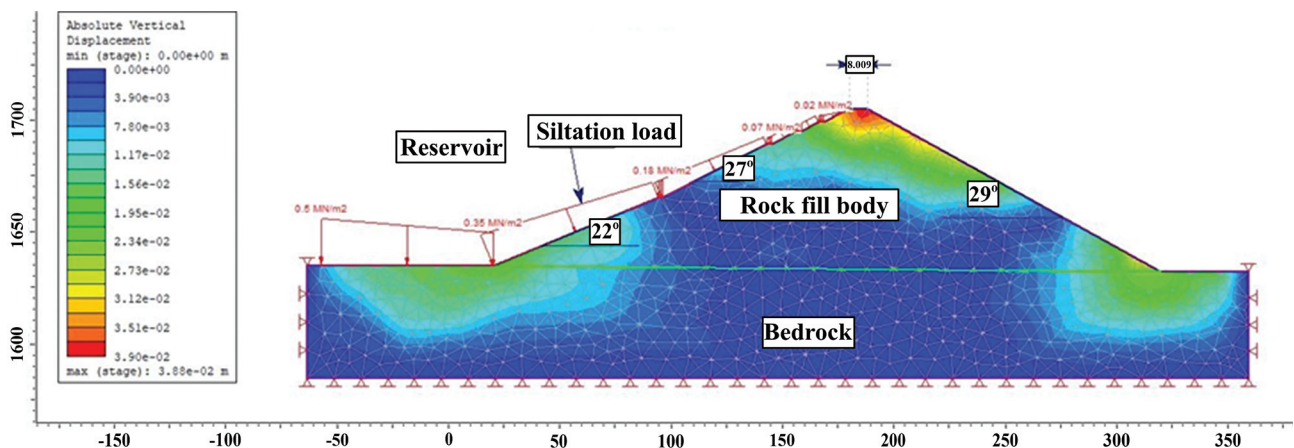 Absolute Vertical
Displacement
min (stage): 0.00e+00 m
0.00e+00
3.90e-03
7.80e-03
1.17e-02
1.56e-02
1.95e-02
2.34e-02
2.73e-02
3.12e-02
3.51e-02
3.90e-02
max (stage): 3.88e-02 m
8.009
0.02 MN/m2
0.07 MN/m2
Siltation load
Reservoir
0.18 MN/m2
27º
29º
Rock fill body
0.5 MN/m2
0.35 MN/m2
22º
Bedrock
1700
1650
1600
-150 -100 -50 0 50 100 150 200 250 300 350